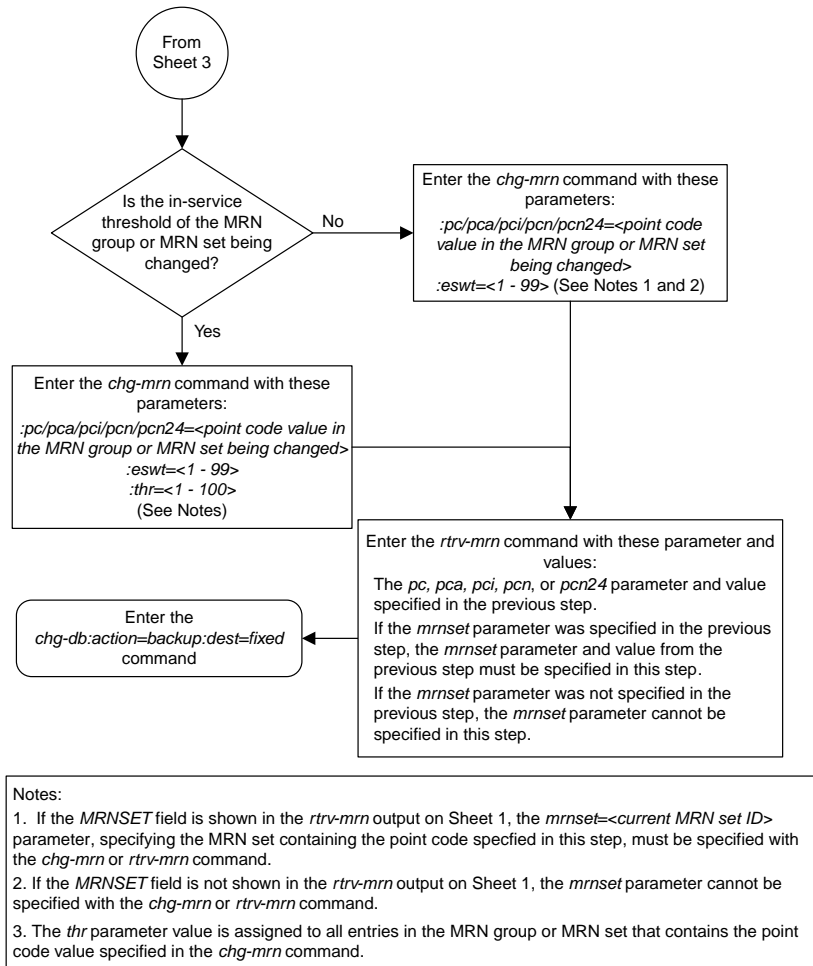 From
Sheet 3
Is the in-service
threshold of the MRN
group or MRN set being
changed?
No
Enter the chg-mrn command with these
parameters:
:pc/pca/pci/pcn/pcn24=<point code
value in the MRN group or MRN set
being changed>
:eswt=<1 - 99> (See Notes 1 and 2)
Yes
Enter the chg-mrn command with these
parameters:
:pc/pca/pci/pcn/pcn24=<point code value in
the MRN group or MRN set being changed>
:eswt=<1 - 99>
:thr=<1 - 100>
(See Notes)
Enter the rtrv-mrn command with these parameter and
values:
The pc, pca, pci, pcn, or pcn24 parameter and value
specified in the previous step.
If the mrnset parameter was specified in the previous
step, the mrnset parameter and value from the
previous step must be specified in this step.
If the mrnset parameter was not specified in the
previous step, the mrnset parameter cannot be
specified in this step.
Enter the
chg-db:action=backup:dest=fixed
command
Notes:
1. If the MRNSET field is shown in the rtrv-mrn output on Sheet 1, the mrnset=<current MRN set ID>
parameter, specifying the MRN set containing the point code specfied in this step, must be specified with
the chg-mrn or rtrv-mrn command.
2. If the MRNSET field is not shown in the rtrv-mrn output on Sheet 1, the mrnset parameter cannot be
specified with the chg-mrn or rtrv-mrn command.
3. The thr parameter value is assigned to all entries in the MRN group or MRN set that contains the point
code value specified in the chg-mrn command.